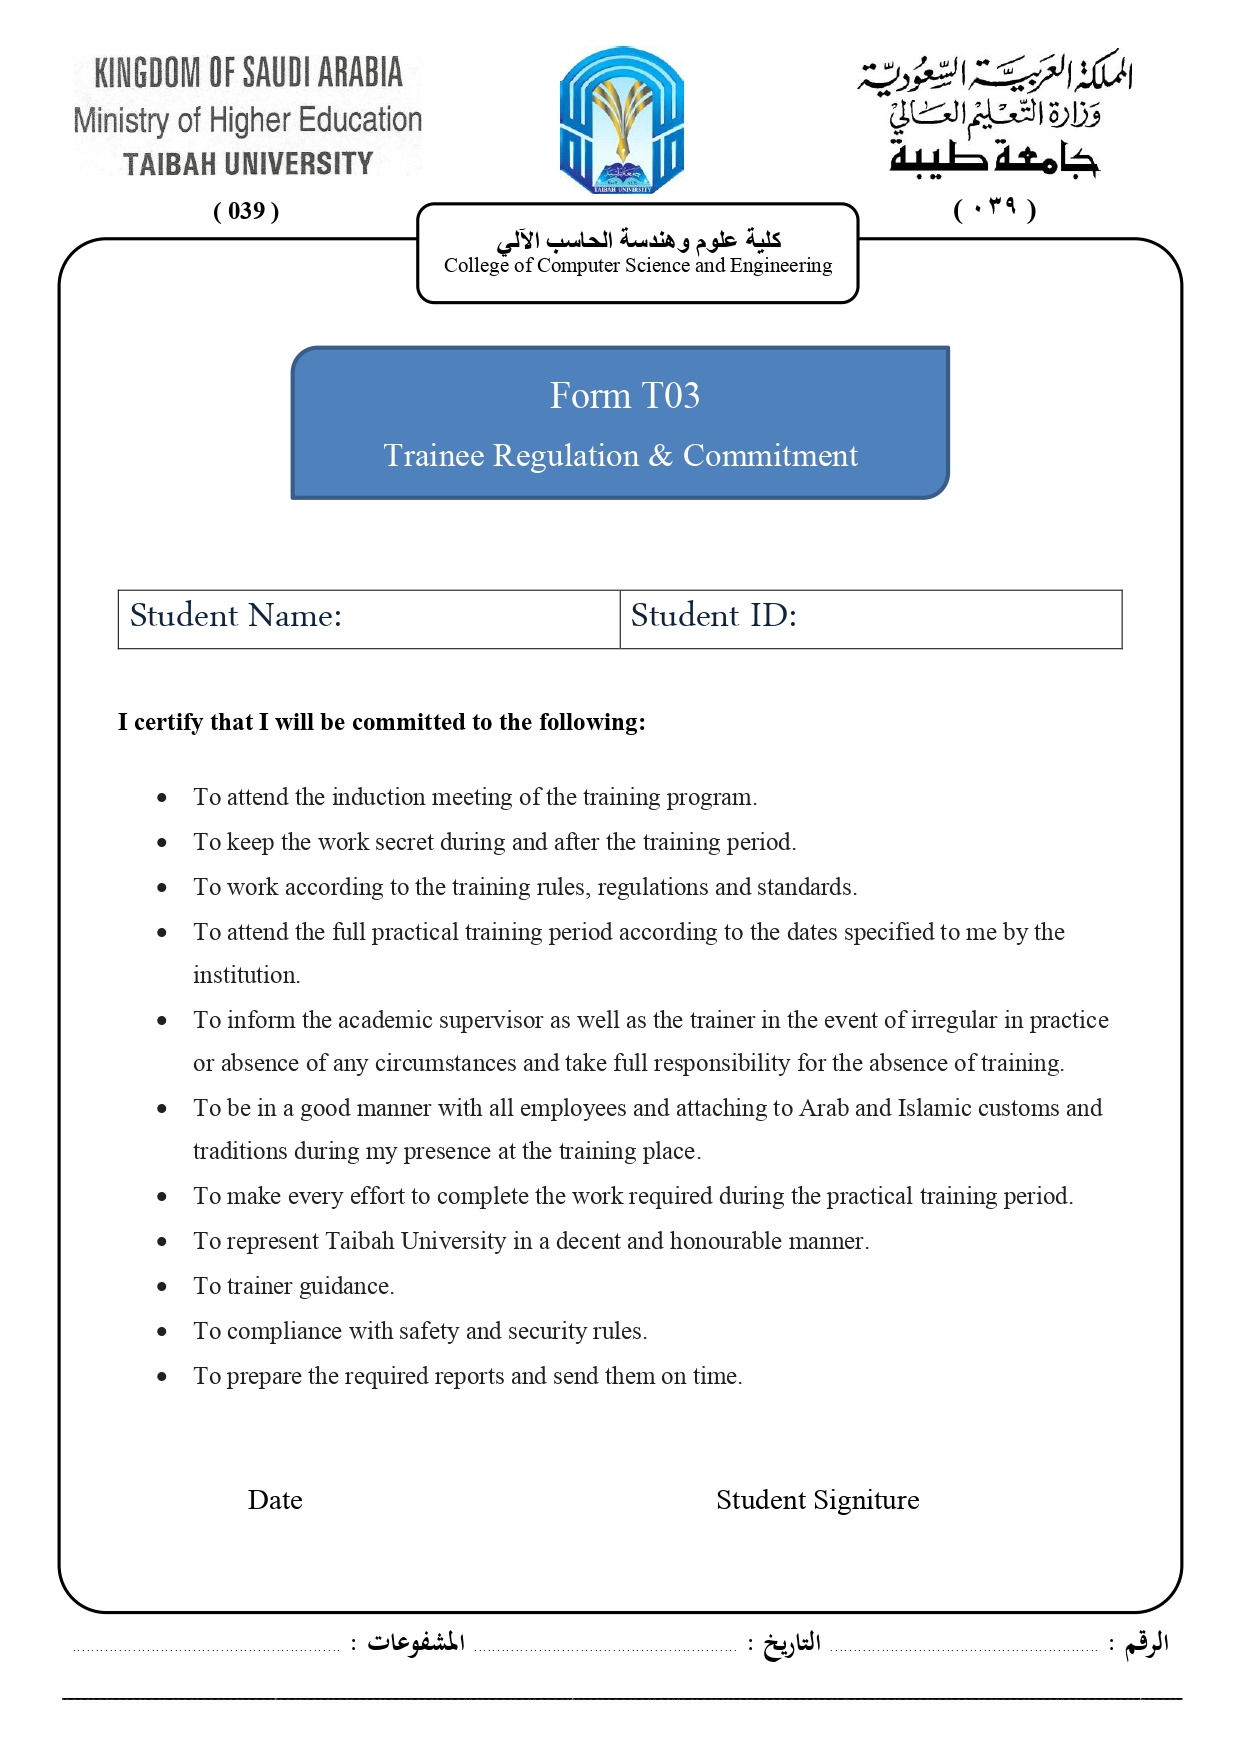 KINGDOM OF SAUDI ARABIA
Ministry of Higher Education
TAIBAH UNIVERSITY
( 039 )
TAIBAH UNIVERSITY
المملكة العربية السعودية
وزارة التعليم العالي
جامعة طيبة
( ٠٣٩ )
كلية علوم وهندسة الحاسب الآلي
College of Computer Science and Engineering
Form T03
Trainee Regulation & Commitment
Student Name:
Student ID:
I certify that I will be committed to the following:
• To attend the induction meeting of the training program.
• To keep the work secret during and after the training period.
• To work according to the training rules, regulations and standards.
• To attend the full practical training period according to the dates specified to me by the
institution.
• To inform the academic supervisor as well as the trainer in the event of irregular in practice
or absence of any circumstances and take full responsibility for the absence of training.
• To be in a good manner with all employees and attaching to Arab and Islamic customs and
traditions during my presence at the training place.
• To make every effort to complete the work required during the practical training period.
• To represent Taibah University in a decent and honourable manner.
• To trainer guidance.
• To compliance with safety and security rules.
• To prepare the required reports and send them on time.
Date
Student Signiture
الرقم : ........................ التاريخ : ........................ المشفوعات : ........................